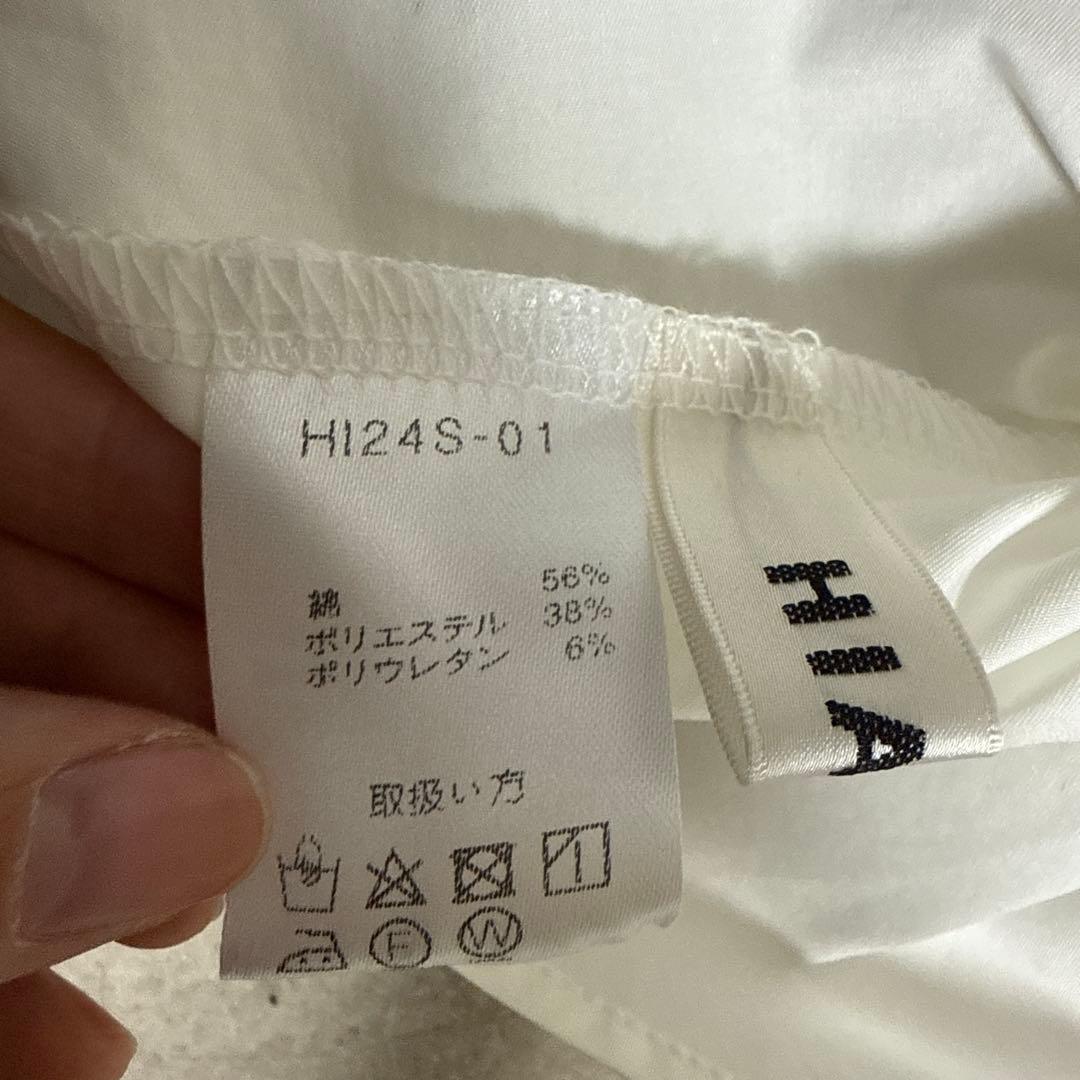 HI24S-01
綿 56%
ポリエステル 38%
ポリウレタン 6%
取扱い方
F
W
HIA